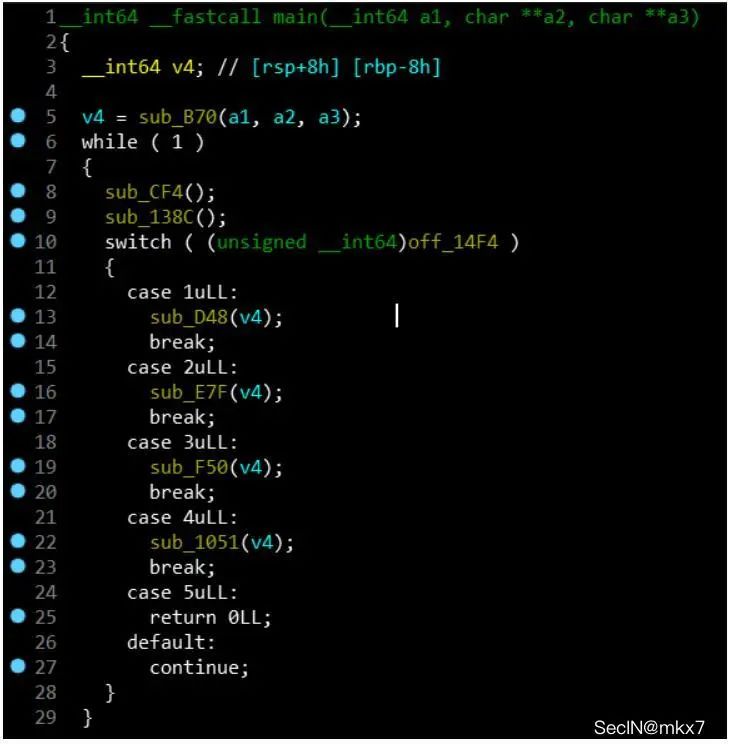 1 __int64 __fastcall main(__int64 a1, char **a2, char **a3)
2 {
3   __int64 v4; // [rsp+8h] [rbp-8h]
4
5   v4 = sub_B70(a1, a2, a3);
6   while ( 1 )
7   {
8     sub_CF4();
9     sub_138C();
10     switch ( (unsigned __int64)off_14F4 )
11     {
12       case 1uLL:
13         sub_D48(v4);
14         break;
15       case 2uLL:
16         sub_E7F(v4);
17         break;
18       case 3uLL:
19         sub_F50(v4);
20         break;
21       case 4uLL:
22         sub_1051(v4);
23         break;
24       case 5uLL:
25         return 0LL;
26       default:
27         continue;
28     }
29   }
SecIN@mkx7